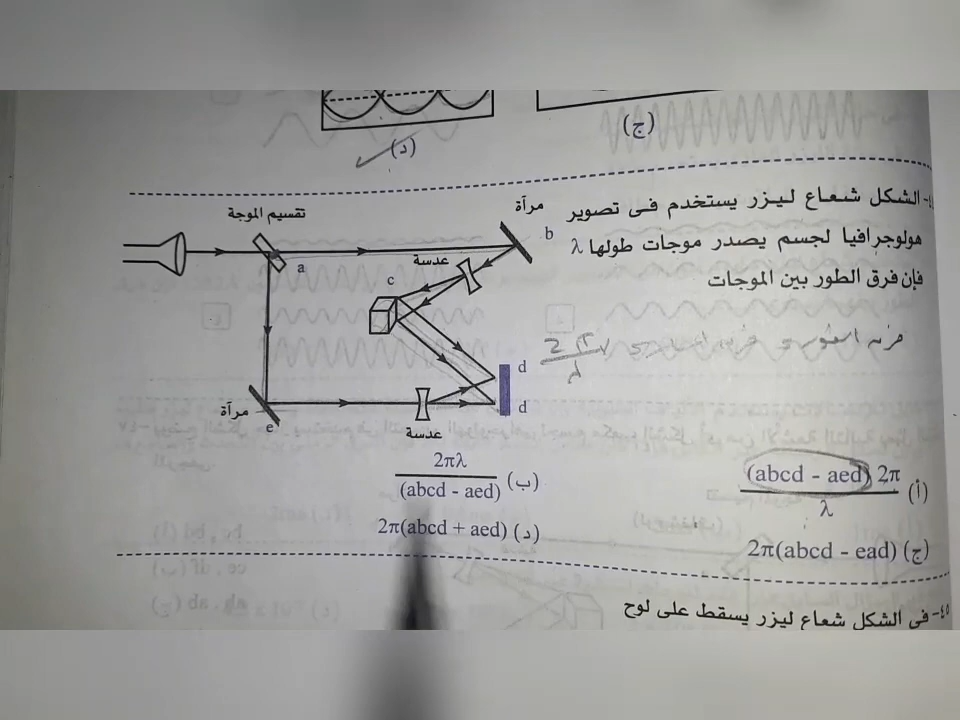 (د)
(ج)
-الشكل شعاع ليزر يستخدم فى تصوير
هولوجرافيا لجسم يصدر موجات طولها λ
فإن فرق الطور بين الموجات
تقسيم الموجة
مرآة
a
b
عدسة
c
d
d
مرآة
e
عدسة
(أ) (abcd - aed) 2π / λ
(ب) 2πλ / (abcd - aed)
(ج) 2π(abcd - ead)
(د) 2π(abcd + aed)
٤٥- فى الشكل شعاع ليزر يسقط على لوح